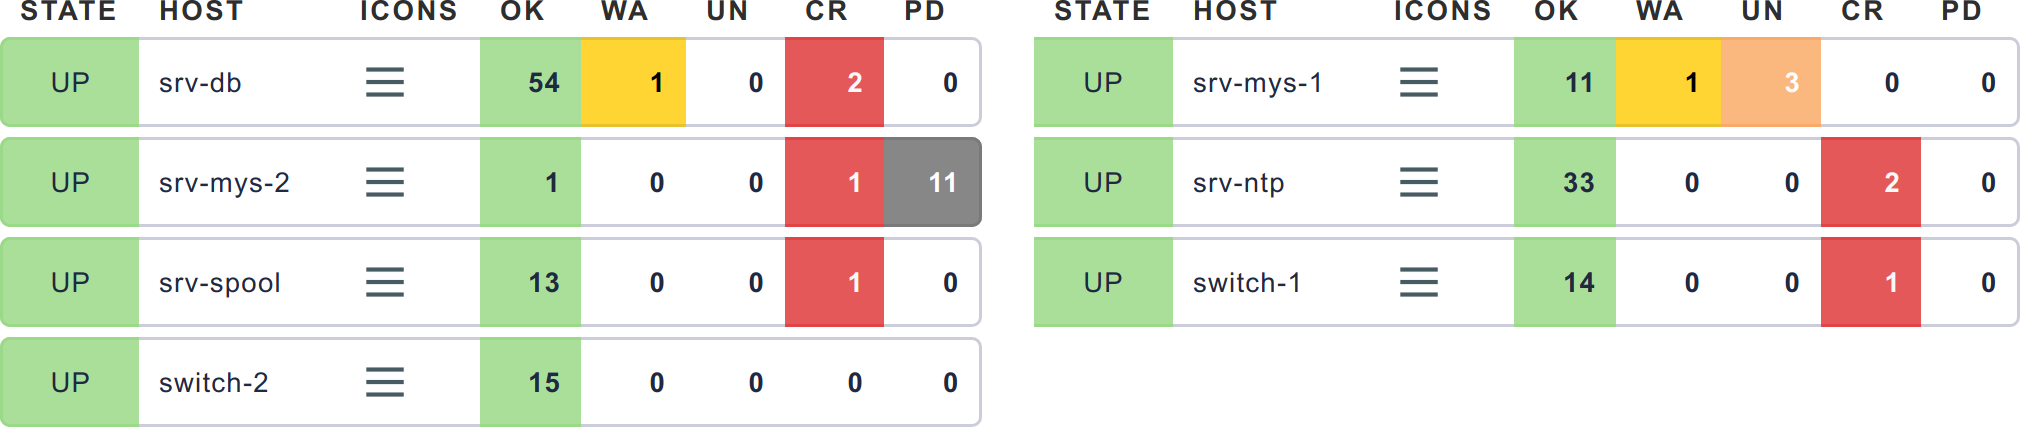 STATE HOST ICONS OK WA UN CR PD
UP srv-db 54 1 0 2 0
UP srv-mys-2 1 0 0 1 11
UP srv-spool 13 0 0 1 0
UP switch-2 15 0 0 0 0
STATE HOST ICONS OK WA UN CR PD
UP srv-mys-1 11 1 3 0 0
UP srv-ntp 33 0 0 2 0
UP switch-1 14 0 0 1 0